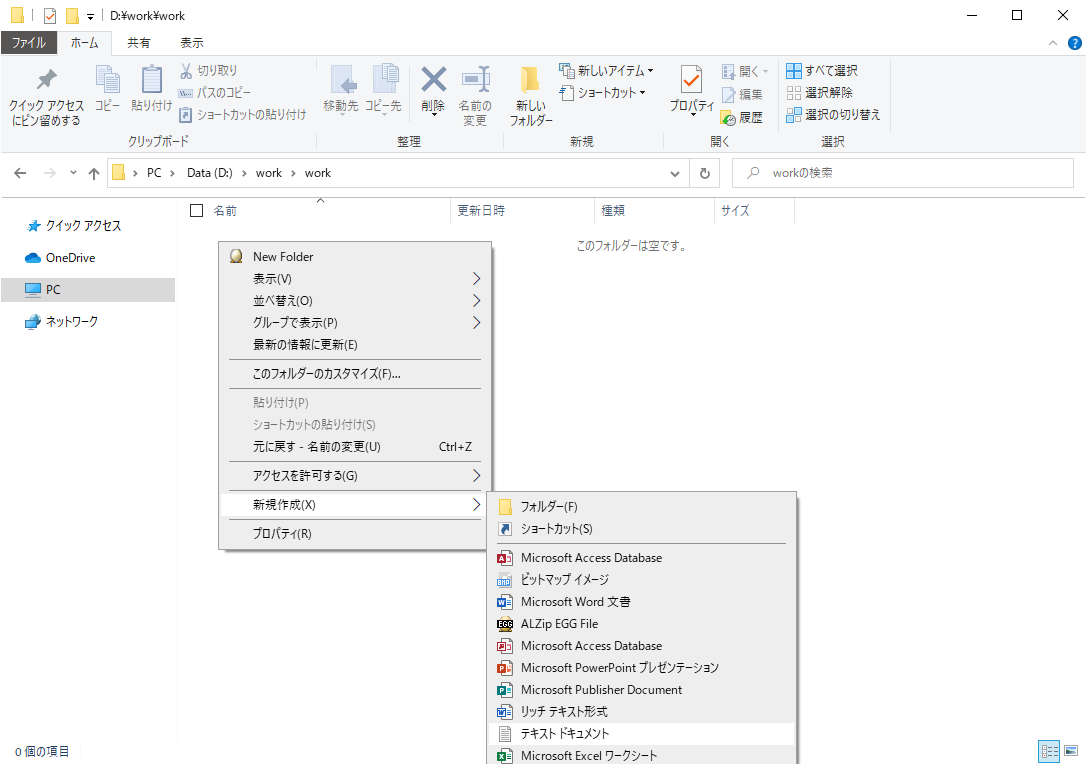 D:¥work¥work
ファイル ホーム 共有 表示
クイック アクセス
にピン留めする
コピー
貼り付け
切り取り
パスのコピー
ショートカットの貼り付け
クリップボード
移動先
コピー先
削除
名前の
変更
整理
新しい
フォルダー
新しいアイテム
ショートカット
新規
プロパティ
開く
編集
履歴
開く
すべて選択
選択解除
選択の切り替え
選択
PC Data (D:) work work
workの検索
クイック アクセス
OneDrive
PC
ネットワーク
名前 更新日時 種類 サイズ
このフォルダーは空です。
New Folder
表示(V)
並べ替え(O)
グループで表示(P)
最新の情報に更新(E)
このフォルダーのカスタマイズ(F)...
貼り付け(P)
ショートカットの貼り付け(S)
元に戻す - 名前の変更(U) Ctrl+Z
アクセスを許可する(G)
新規作成(X)
プロパティ(R)
フォルダー(F)
ショートカット(S)
Microsoft Access Database
ビットマップ イメージ
Microsoft Word 文書
ALZip EGG File
Microsoft Access Database
Microsoft PowerPoint プレゼンテーション
Microsoft Publisher Document
リッチ テキスト形式
テキスト ドキュメント
Microsoft Excel ワークシート
0 個の項目